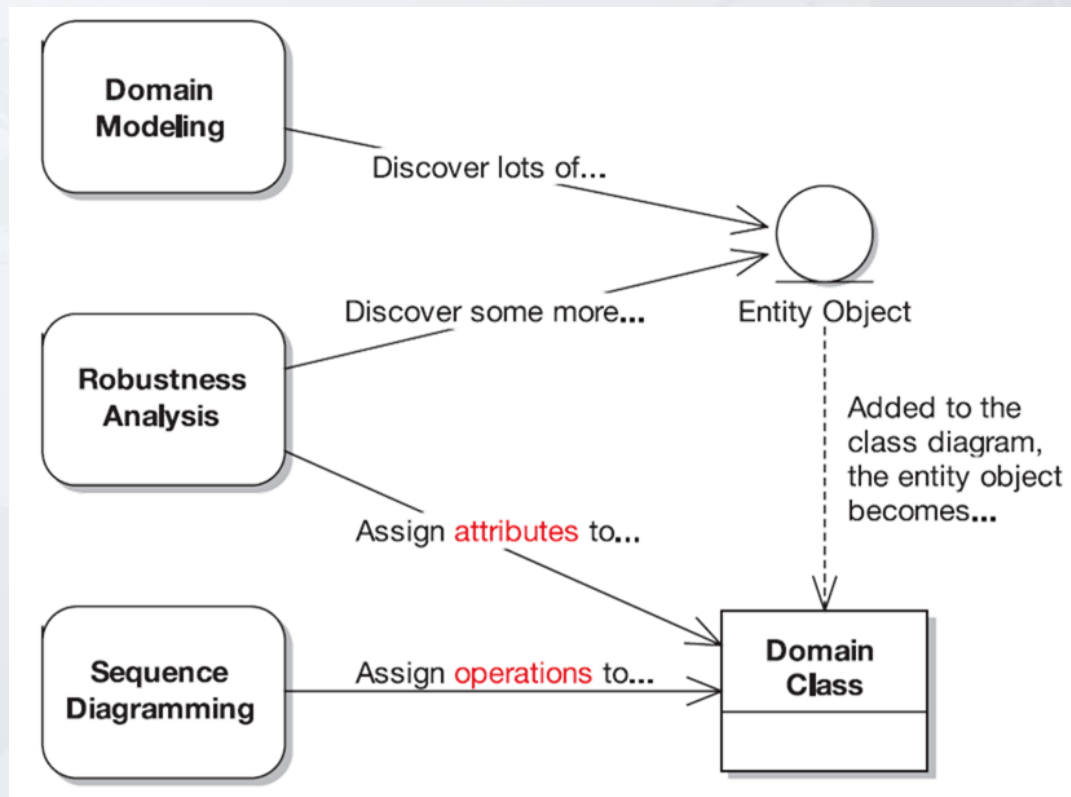 Domain
Modeling
Discover lots of...
Discover some more...
Entity Object
Robustness
Analysis
Added to the
class diagram,
the entity object
becomes...
Assign attributes to...
Sequence
Diagramming
Assign operations to...
Domain
Class